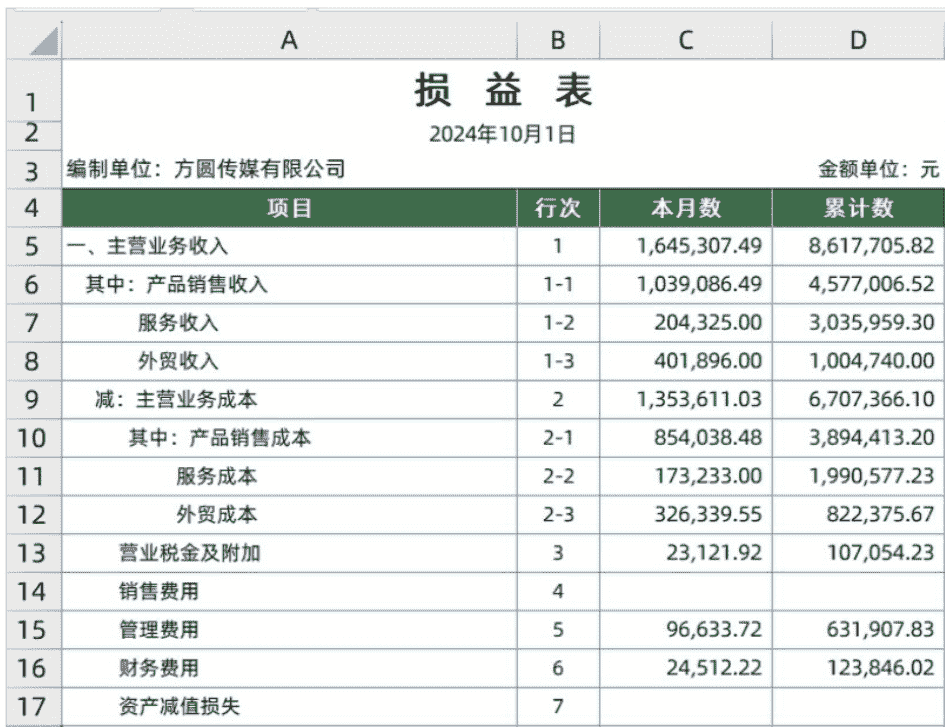 A B C D
1 损 益 表
2 2024年10月1日
3 编制单位：方圆传媒有限公司 金额单位：元
4 项目 行次 本月数 累计数
5 一、主营业务收入 1 1,645,307.49 8,617,705.82
6 其中：产品销售收入 1-1 1,039,086.49 4,577,006.52
7 服务收入 1-2 204,325.00 3,035,959.30
8 外贸收入 1-3 401,896.00 1,004,740.00
9 减：主营业务成本 2 1,353,611.03 6,707,366.10
10 其中：产品销售成本 2-1 854,038.48 3,894,413.20
11 服务成本 2-2 173,233.00 1,990,577.23
12 外贸成本 2-3 326,339.55 822,375.67
13 营业税金及附加 3 23,121.92 107,054.23
14 销售费用 4
15 管理费用 5 96,633.72 631,907.83
16 财务费用 6 24,512.22 123,846.02
17 资产减值损失 7